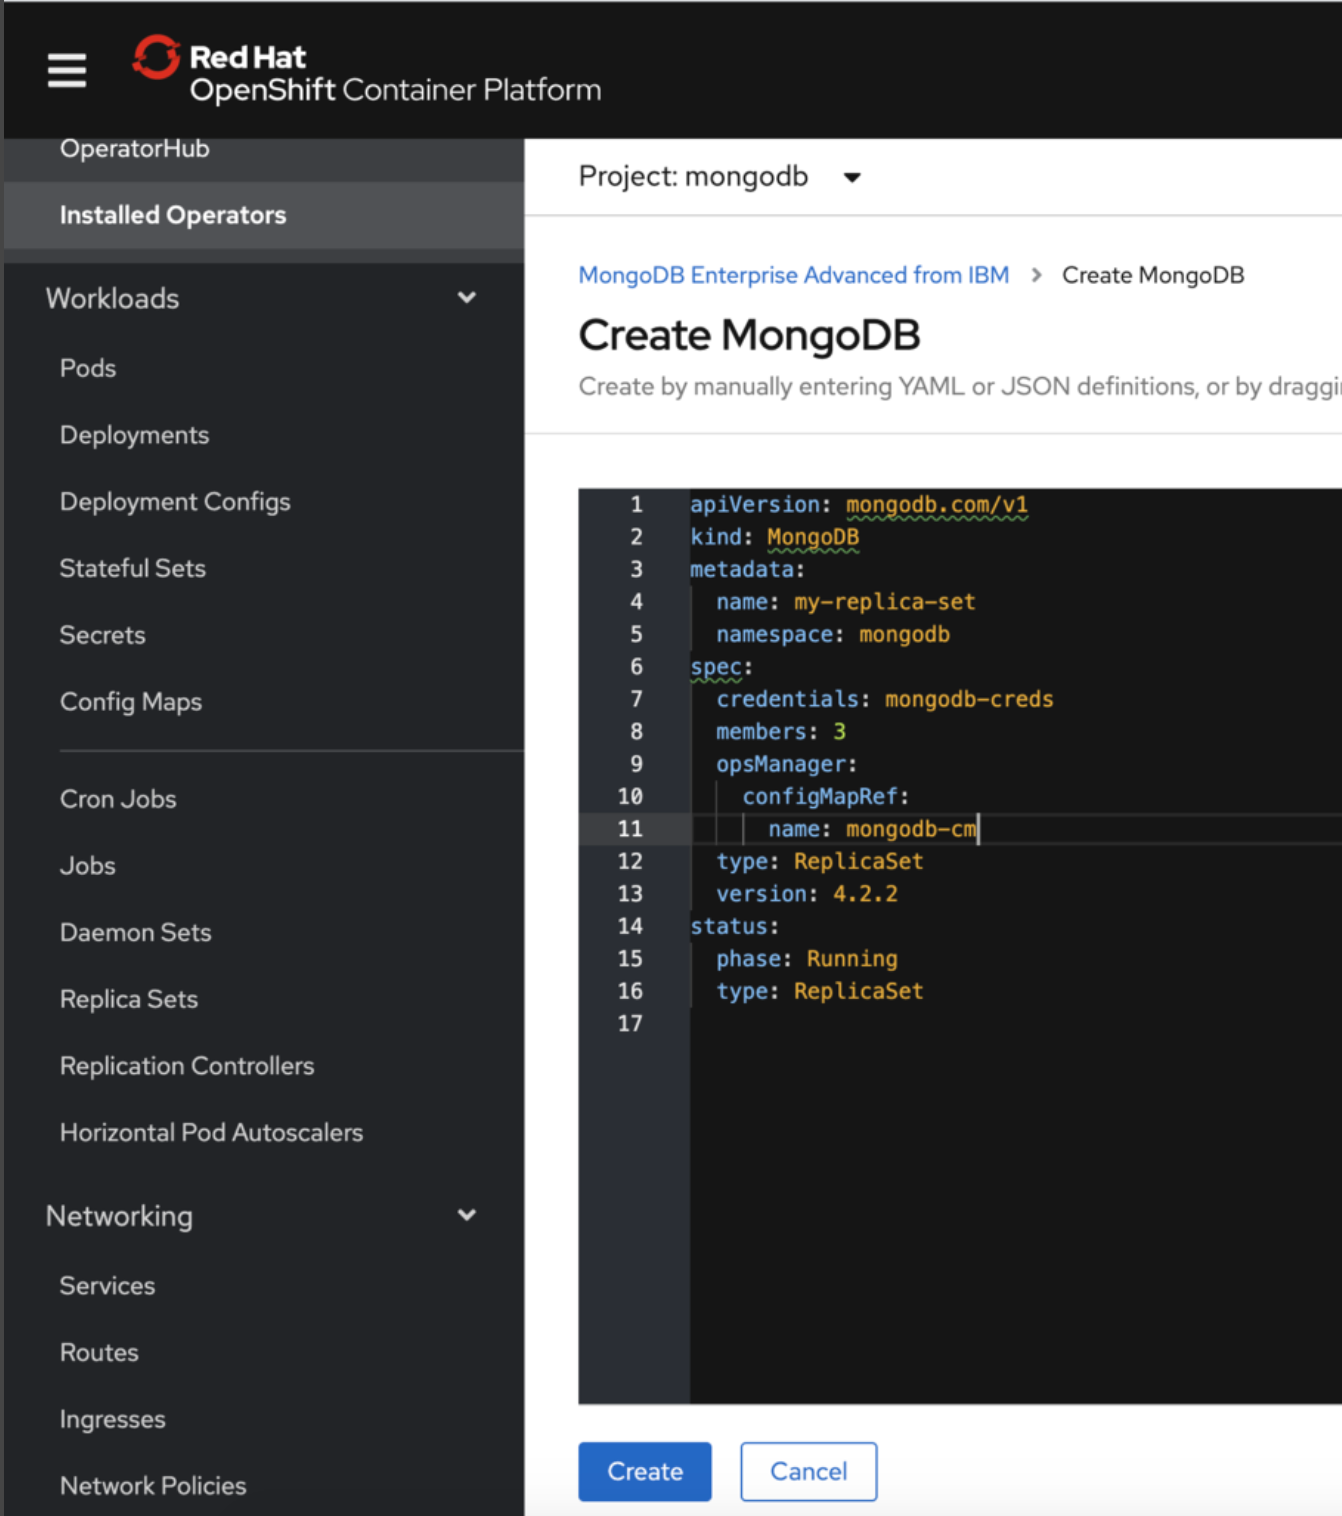 Red Hat
OpenShift Container Platform
OperatorHub
Installed Operators
Workloads
Pods
Deployments
Deployment Configs
Stateful Sets
Secrets
Config Maps
Cron Jobs
Jobs
Daemon Sets
Replica Sets
Replication Controllers
Horizontal Pod Autoscalers
Networking
Services
Routes
Ingresses
Network Policies
Project: mongodb
MongoDB Enterprise Advanced from IBM > Create MongoDB
Create MongoDB
Create by manually entering YAML or JSON definitions, or by draggi
1 apiVersion: mongodb.com/v1
2 kind: MongoDB
3 metadata:
4 name: my-replica-set
5 namespace: mongodb
6 spec:
7 credentials: mongodb-creds
8 members: 3
9 opsManager:
10 configMapRef:
11 name: mongodb-cm
12 type: ReplicaSet
13 version: 4.2.2
14 status:
15 phase: Running
16 type: ReplicaSet
17
Create
Cancel